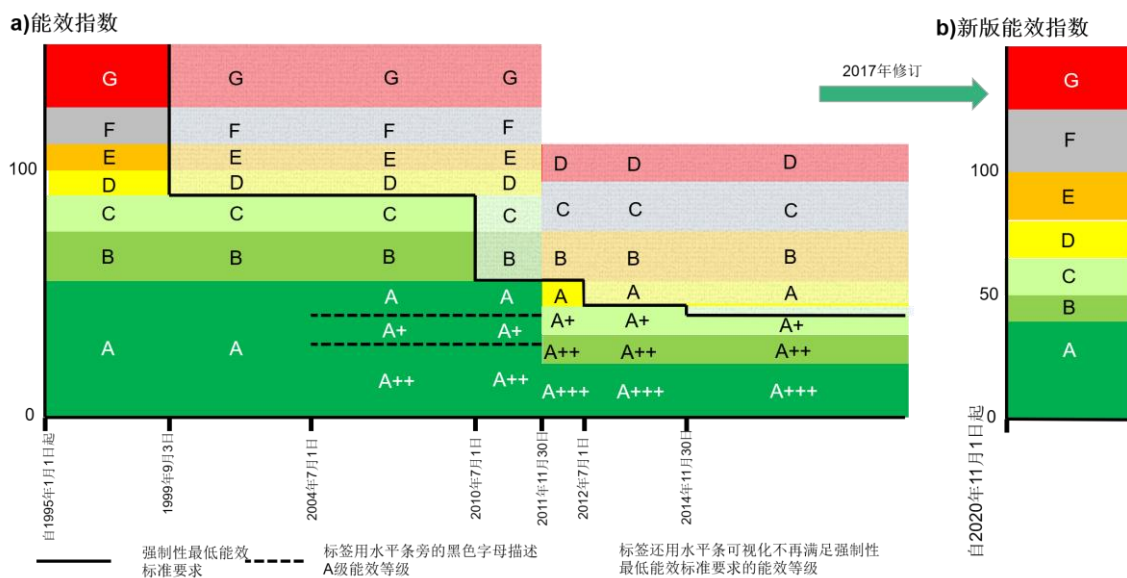 a)能效指数
b)新版能效指数
2017年修订
G G G G G
F F F F F
E E E E D D D E
100 100
D D D D C C C D
C C C C
B B B B B B B C
50
A A A A A B
A A A+ A+ A+ A+ A+ A
A++ A++ A++ A++ A++
A+++ A+++ A+++
0 0
自1995年1月1日起
1999年9月3日
2004年7月1日
2010年7月1日
2011年11月30日
2012年7月1日
2014年11月30日
自2020年11月1日起
强制性最低能效
标准要求
标签用水平条旁的黑色字母描述
A级能效等级
标签还用水平条可视化不再满足强制性
最低能效标准要求的能效等级